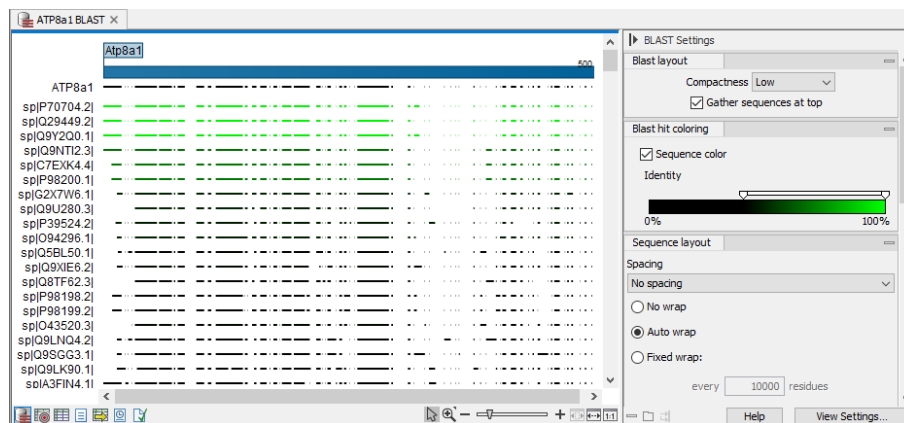 ATP8a1 BLAST
Atp8a1
500
ATP8a1
sp|P70704.2|
sp|Q29449.2|
sp|Q9Y2Q0.1|
sp|Q9NTI2.3|
sp|C7EXK4.4|
sp|P98200.1|
sp|G2X7W6.1|
sp|Q9U280.3|
sp|P39524.2|
sp|O94296.1|
sp|Q5BL50.1|
sp|Q9XIE6.2|
sp|Q8TF62.3|
sp|P98198.2|
sp|P98199.2|
sp|O43520.3|
sp|Q9LNQ4.2|
sp|Q9SGG3.1|
sp|Q9LK90.1|
sp|A3FIN4.1|
BLAST Settings
Blast layout
Compactness Low
Gather sequences at top
Blast hit coloring
Sequence color
Identity
0% 100%
Sequence layout
Spacing
No spacing
No wrap
Auto wrap
Fixed wrap:
every 10000 residues
1:1
Help View Settings...